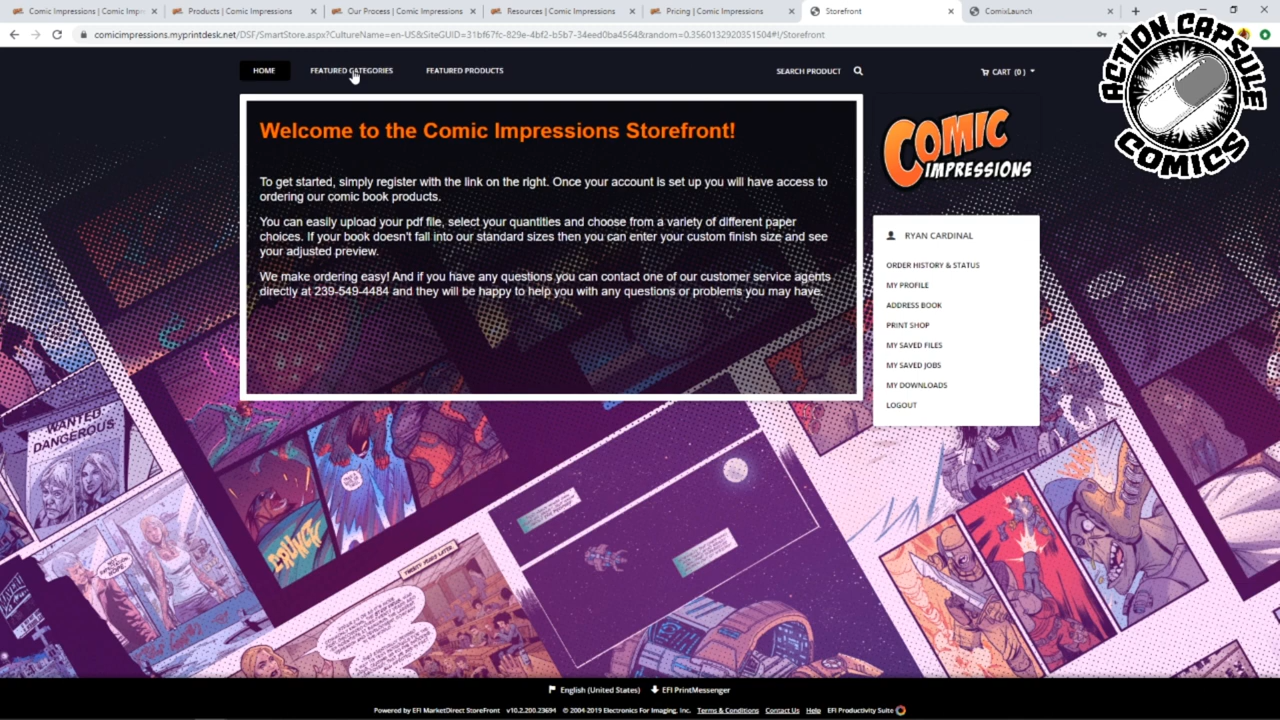 Comic Impressions | Comic Impr
Products | Comic Impressions
Our Process | Comic Impressions
Resources | Comic Impressions
Pricing | Comic Impressions
Storefront
ComixLaunch
comicimpressions.myprintdesk.net/DSF/SmartStore.aspx?CultureName=en-US&SiteGUID=31bf67fc-829e-4bf2-b5b7-34eed0ba4564&random=0.3560132920351504#!/Storefront
ACTION CAPSULE
COMICS
HOME
FEATURED CATEGORIES
FEATURED PRODUCTS
SEARCH PRODUCT
CART (0)
Welcome to the Comic Impressions Storefront!
To get started, simply register with the link on the right. Once your account is set up you will have access to
ordering our comic book products.
You can easily upload your pdf file, select your quantities and choose from a variety of different paper
choices. If your book doesn't fall into our standard sizes then you can enter your custom finish size and see
your adjusted preview.
We make ordering easy! And if you have any questions you can contact one of our customer service agents
directly at 239-549-4484 and they will be happy to help you with any questions or problems you may have.
COMIC
IMPRESSIONS
RYAN CARDINAL
ORDER HISTORY & STATUS
MY PROFILE
ADDRESS BOOK
PRINT SHOP
MY SAVED FILES
MY SAVED JOBS
MY DOWNLOADS
LOGOUT
WANTED
DANGEROUS
English (United States)
EFI PrintMessenger
Powered by EFI MarketDirect StoreFront v10.2.200.23694 © 2004-2019 Electronics For Imaging, Inc. Terms & Conditions Contact Us Help EFI Productivity Suite